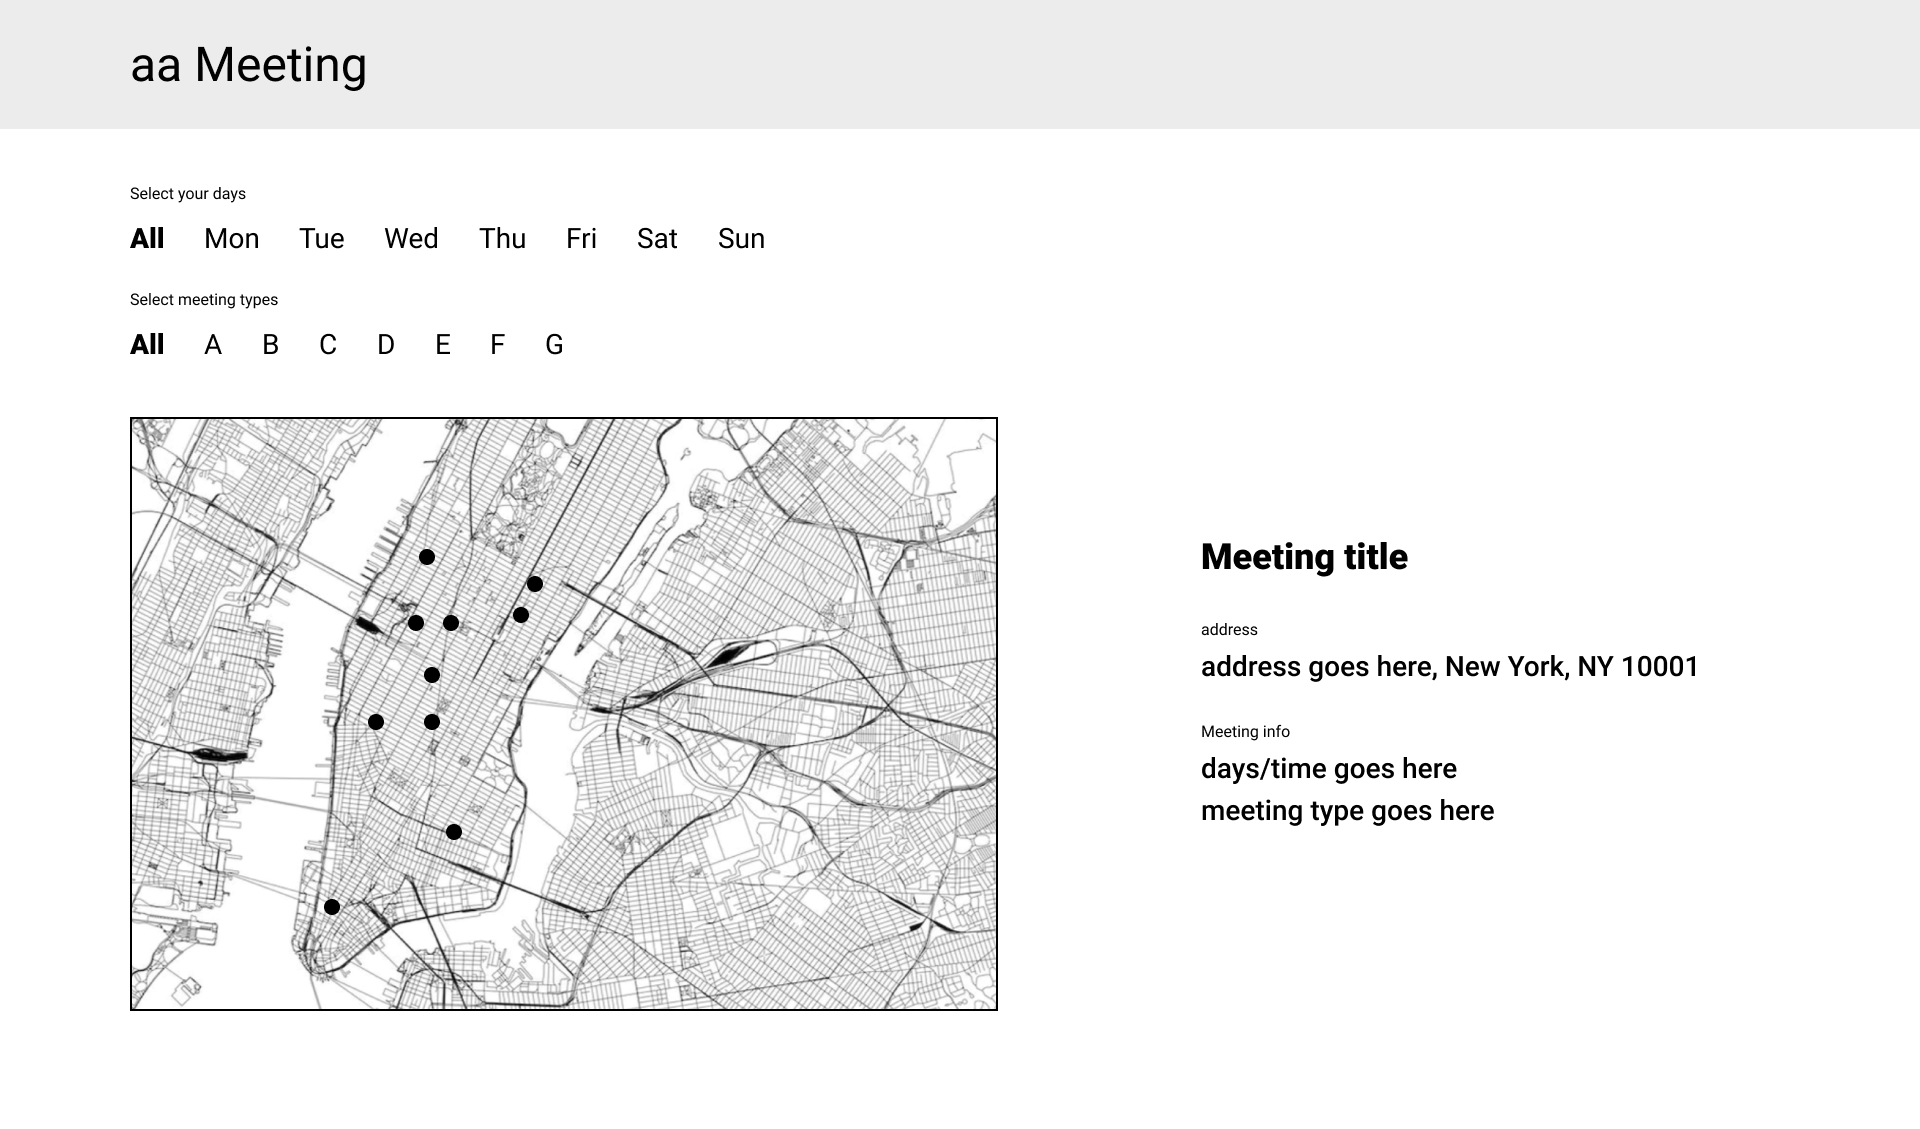 aa Meeting
Select your days
All Mon Tue Wed Thu Fri Sat Sun
Select meeting types
All A B C D E F G
Meeting title
address
address goes here, New York, NY 10001
Meeting info
days/time goes here
meeting type goes here